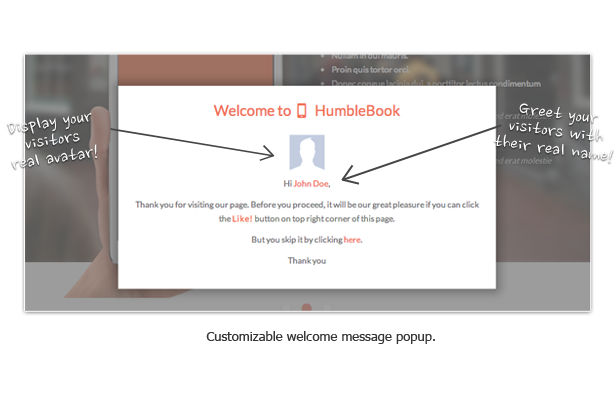 Nullam in dui mauris.
Proin quis tortor orci.
Donec congue lacinia dui, a porttitor lectus condimentum
Welcome to HumbleBook
Display your
visitors
real avatar!
Greet your
visitors with
their real name!
Hi John Doe,
Thank you for visiting our page. Before you proceed, it will be our great pleasure if you can click
the Like! button on top right corner of this page.
But you skip it by clicking here.
Thank you
Customizable welcome message popup.